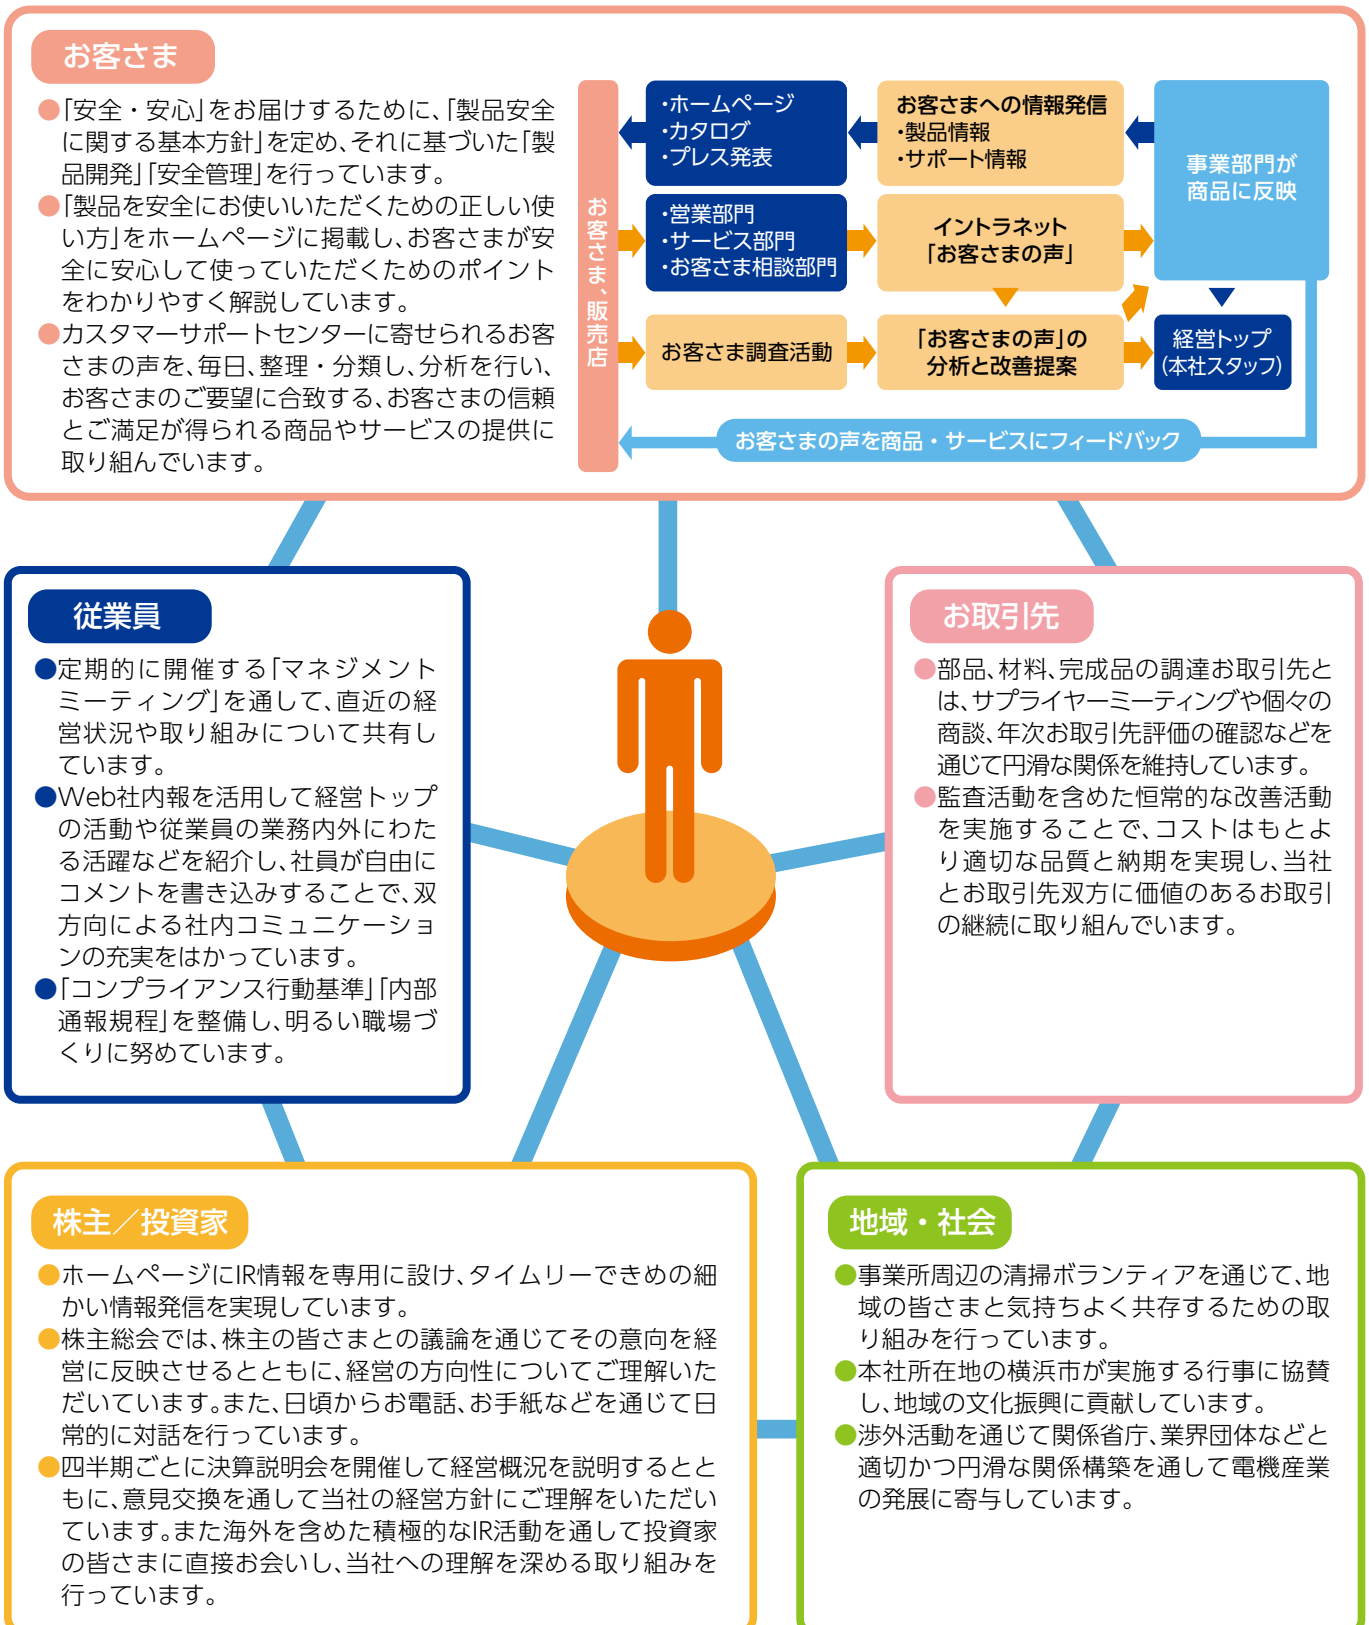 お客さま
●「安全・安心」をお届けするために、「製品安全
に関する基本方針」を定め、それに基づいた「製
品開発」「安全管理」を行っています。
●「製品を安全にお使いいただくための正しい使
い方」をホームページに掲載し、お客さまが安
全に安心して使っていただくためのポイント
をわかりやすく解説しています。
●カスタマーサポートセンターに寄せられるお客
さまの声を、毎日、整理・分類し、分析を行い、
お客さまのご要望に合致する、お客さまの信頼
とご満足が得られる商品やサービスの提供に
取り組んでいます。
お客さま、販売店
・ホームページ
・カタログ
・プレス発表
お客さまへの情報発信
・製品情報
・サポート情報
事業部門が
商品に反映
・営業部門
・サービス部門
・お客さま相談部門
イントラネット
「お客さまの声」
お客さま調査活動
「お客さまの声」の
分析と改善提案
経営トップ
(本社スタッフ)
お客さまの声を商品・サービスにフィードバック
従業員
●定期的に開催する「マネジメント
ミーティング」を通して、直近の経
営状況や取り組みについて共有し
ています。
●Web社内報を活用して経営トップ
の活動や従業員の業務内外にわた
る活躍などを紹介し、社員が自由に
コメントを書き込みすることで、双
方向による社内コミュニケーショ
ンの充実をはかっています。
●「コンプライアンス行動基準」「内部
通報規程」を整備し、明るい職場づ
くりに努めています。
お取引先
●部品、材料、完成品の調達お取引先と
は、サプライヤーミーティングや個々の
商談、年次お取引先評価の確認などを
通じて円滑な関係を維持しています。
●監査活動を含めた恒常的な改善活動
を実施することで、コストはもとよ
り適切な品質と納期を実現し、当社
とお取引先双方に価値のあるお取引
の継続に取り組んでいます。
株主／投資家
●ホームページにIR情報を専用に設け、タイムリーできめの細
かい情報発信を実現しています。
●株主総会では、株主の皆さまとの議論を通じてその意向を経
営に反映させるとともに、経営の方向性についてご理解いた
だいています。また、日頃からお電話、お手紙などを通じて日
常的に対話を行っています。
●四半期ごとに決算説明会を開催して経営概況を説明するとと
もに、意見交換を通して当社の経営方針にご理解をいただい
ています。また海外を含めた積極的なIR活動を通して投資家
の皆さまに直接お会いし、当社への理解を深める取り組みを
行っています。
地域・社会
●事業所周辺の清掃ボランティアを通じて、地
域の皆さまと気持ちよく共存するための取
り組みを行っています。
●本社所在地の横浜市が実施する行事に協賛
し、地域の文化振興に貢献しています。
●渉外活動を通じて関係省庁、業界団体などと
適切かつ円滑な関係構築を通して電機産業
の発展に寄与しています。